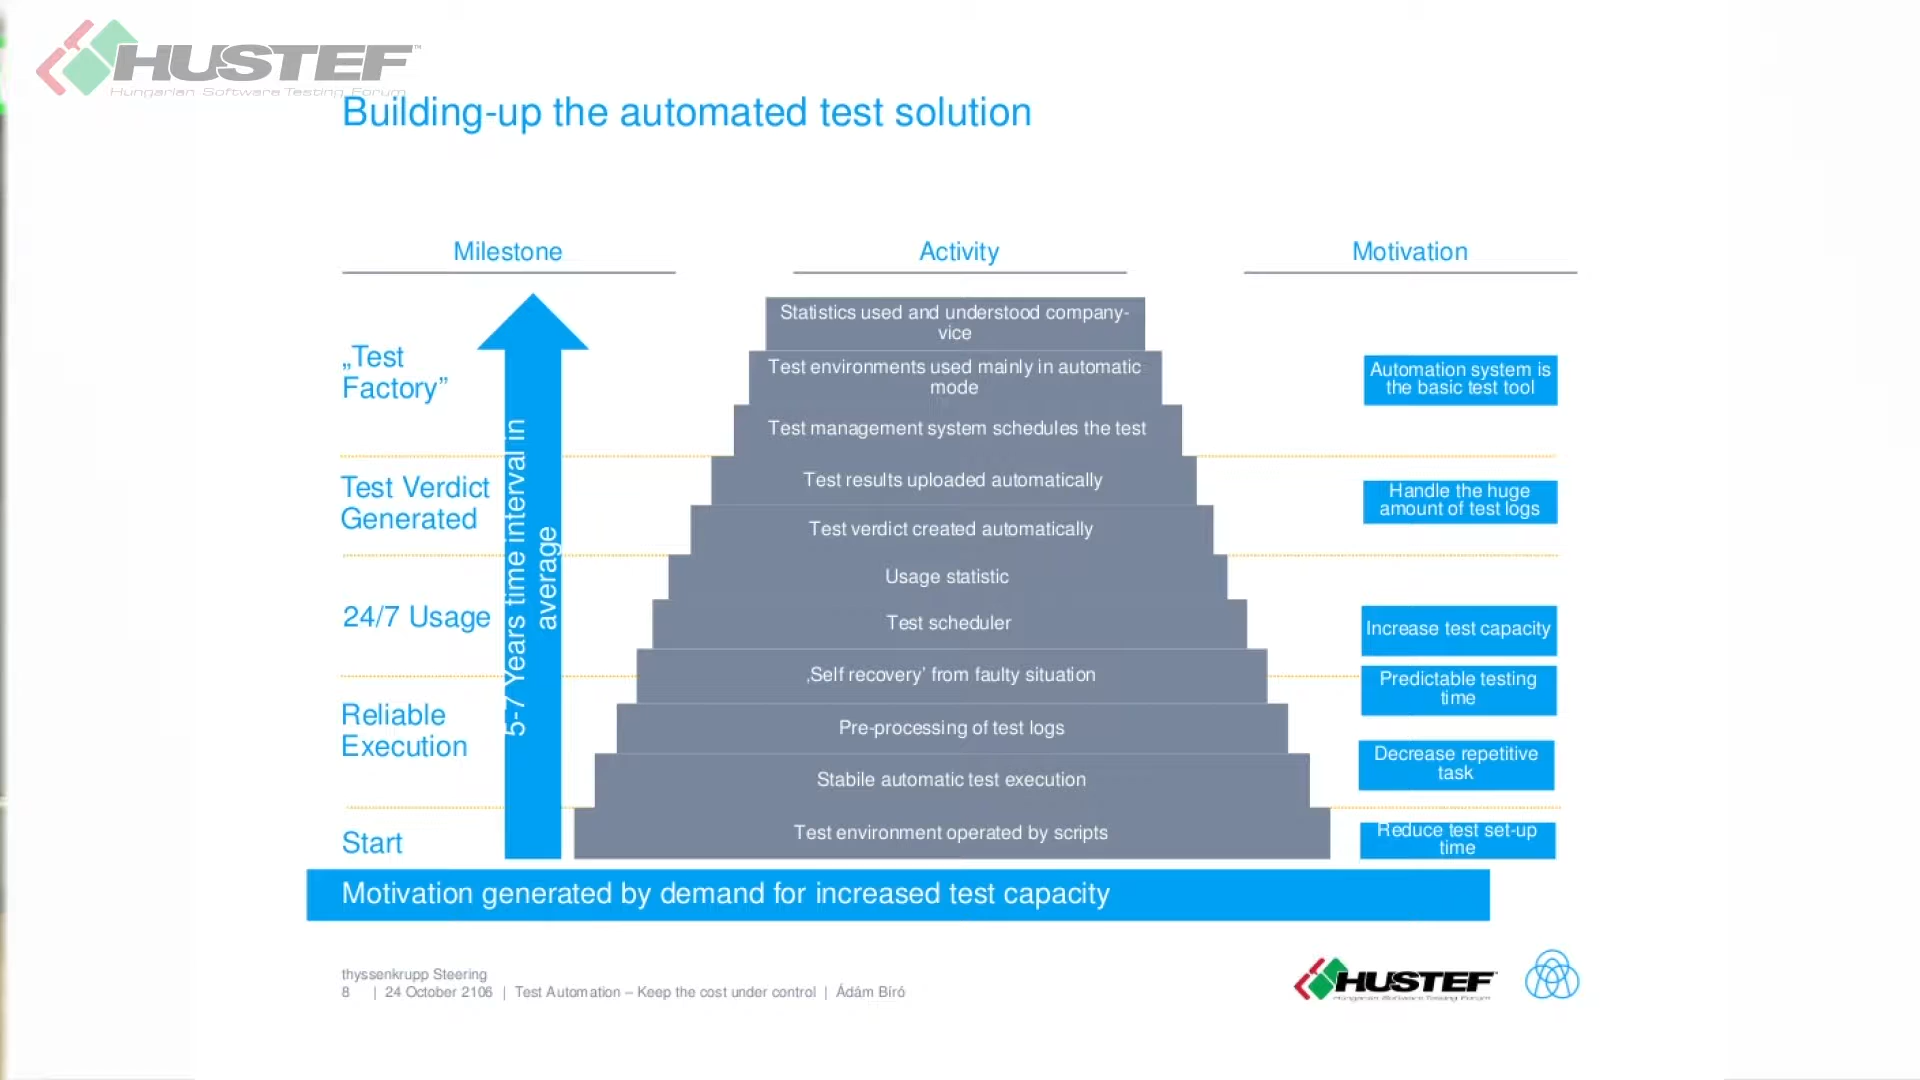 HUSTEF™
Hungarian Software Testing Forum
Building-up the automated test solution
Milestone
Activity
Motivation
„Test
Factory”
Test Verdict
Generated
24/7 Usage
Reliable
Execution
Start
5-7 Years time interval in
average
Statistics used and understood company-
vice
Test environments used mainly in automatic
mode
Test management system schedules the test
Test results uploaded automatically
Test verdict created automatically
Usage statistic
Test scheduler
‚Self recovery’ from faulty situation
Pre-processing of test logs
Stabile automatic test execution
Test environment operated by scripts
Automation system is
the basic test tool
Handle the huge
amount of test logs
Increase test capacity
Predictable testing
time
Decrease repetitive
task
Reduce test set-up
time
Motivation generated by demand for increased test capacity
thyssenkrupp Steering
8 | 24 October 2106 | Test Automation – Keep the cost under control | Ádám Bíró
HUSTEF™
Hungarian Software Testing Forum